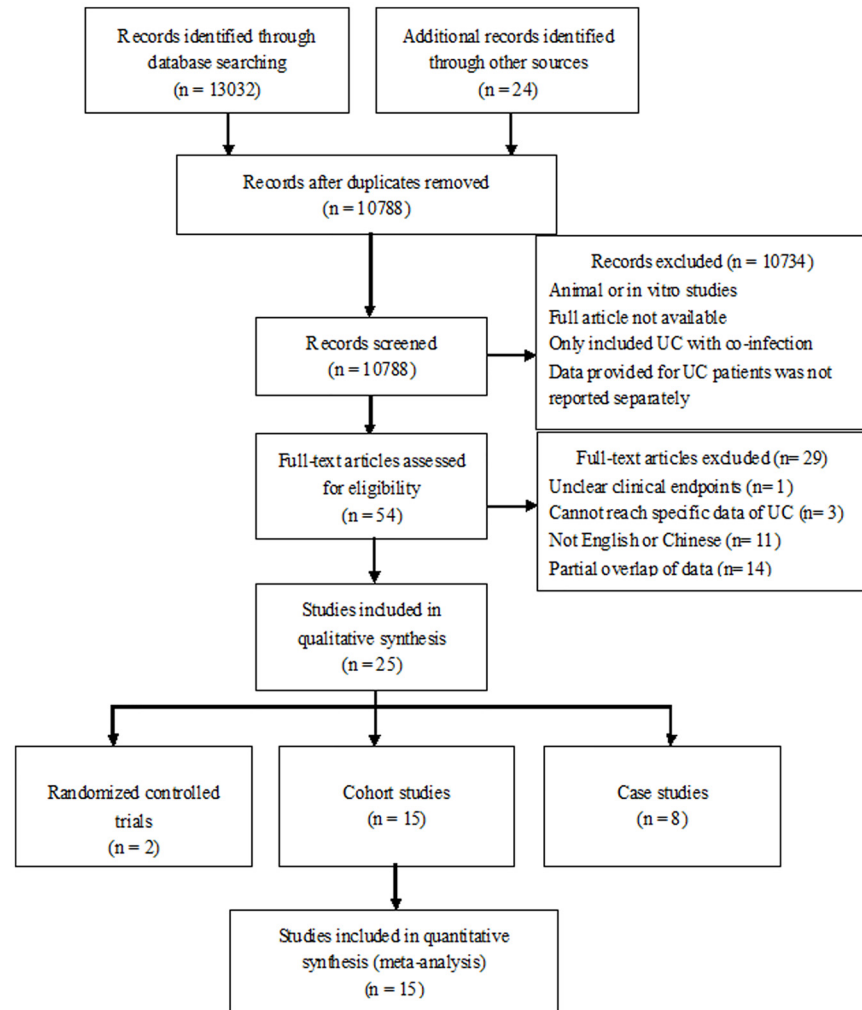 Records identified through
database searching
(n = 13032)
Additional records identified
through other sources
(n = 24)
Records after duplicates removed
(n = 10788)
Records excluded (n = 10734)
Animal or in vitro studies
Full article not available
Only included UC with co-infection
Data provided for UC patients was not
reported separately
Records screened
(n = 10788)
Full-text articles assessed
for eligibility
(n = 54)
Full-text articles excluded (n= 29)
Unclear clinical endpoints (n= 1)
Cannot reach specific data of UC (n= 3)
Not English or Chinese (n= 11)
Partial overlap of data (n= 14)
Studies included in
qualitative synthesis
(n = 25)
Randomized controlled
trials
(n = 2)
Cohort studies
(n = 15)
Case studies
(n = 8)
Studies included in quantitative
synthesis (meta-analysis)
(n = 15)